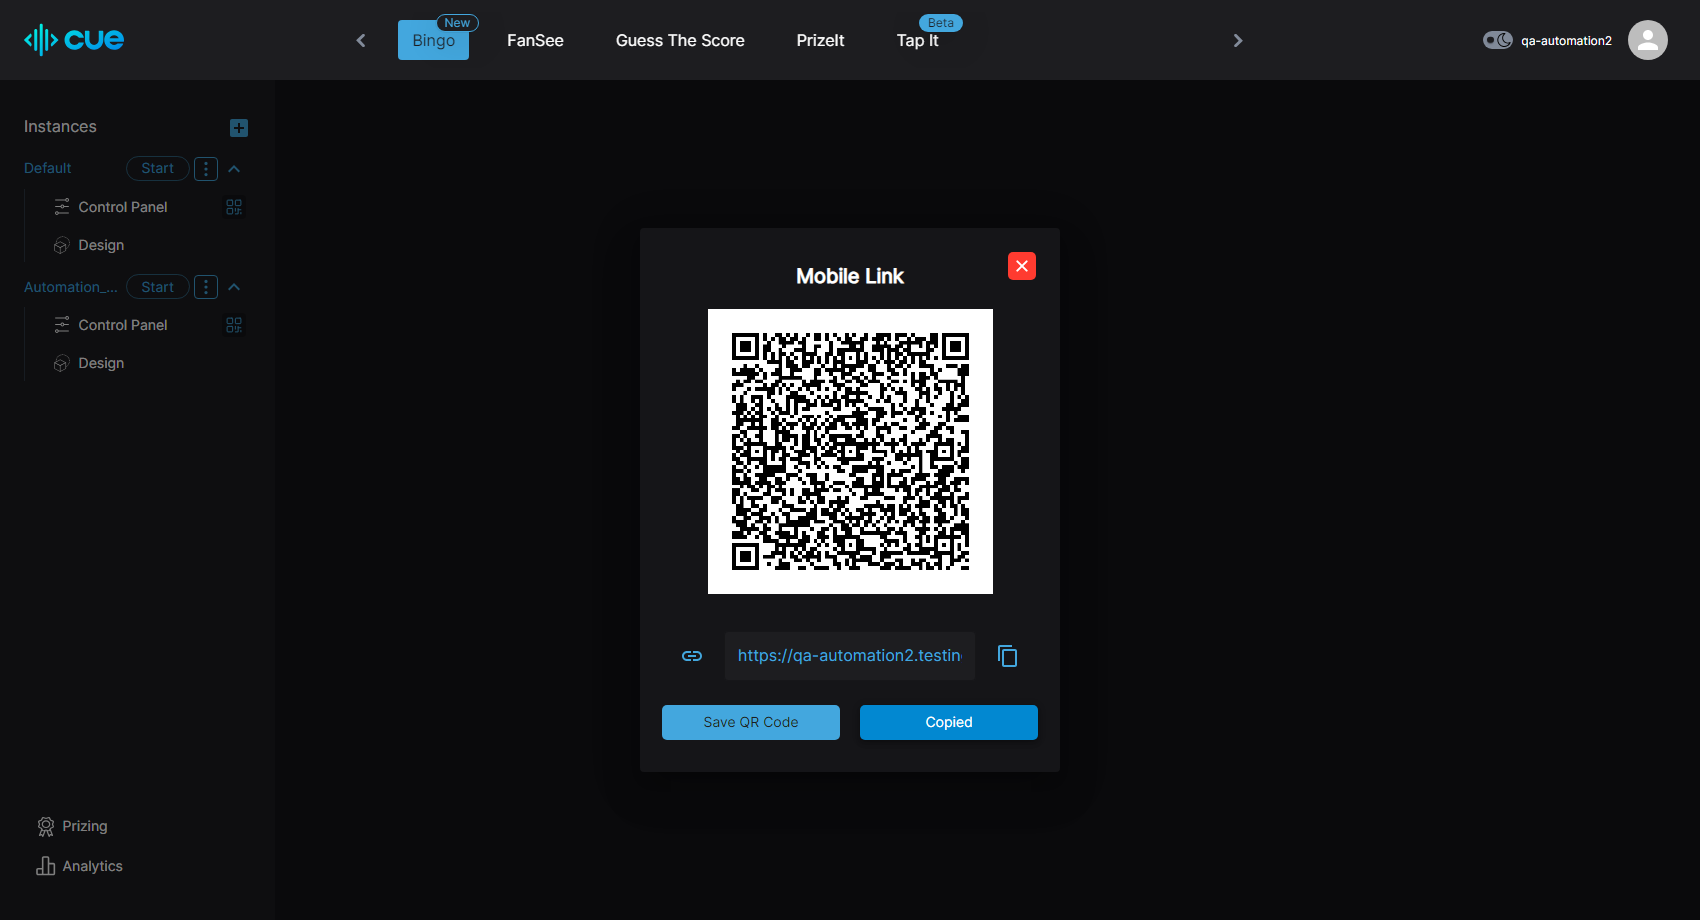 cue
Bingo
New
FanSee
Guess The Score
PrizeIt
Tap It
Beta
qa-automation2
Instances
Default
Start
Control Panel
Design
Automation_...
Start
Control Panel
Design
Prizing
Analytics
Mobile Link
https://qa-automation2.testin
Save QR Code
Copied